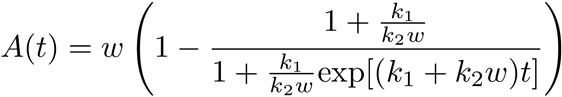 A(t) = w \left( 1 - \frac{1 + \frac{k_1}{k_2 w}}{1 + \frac{k_1}{k_2 w} \exp[(k_1 + k_2 w)t]} \right)